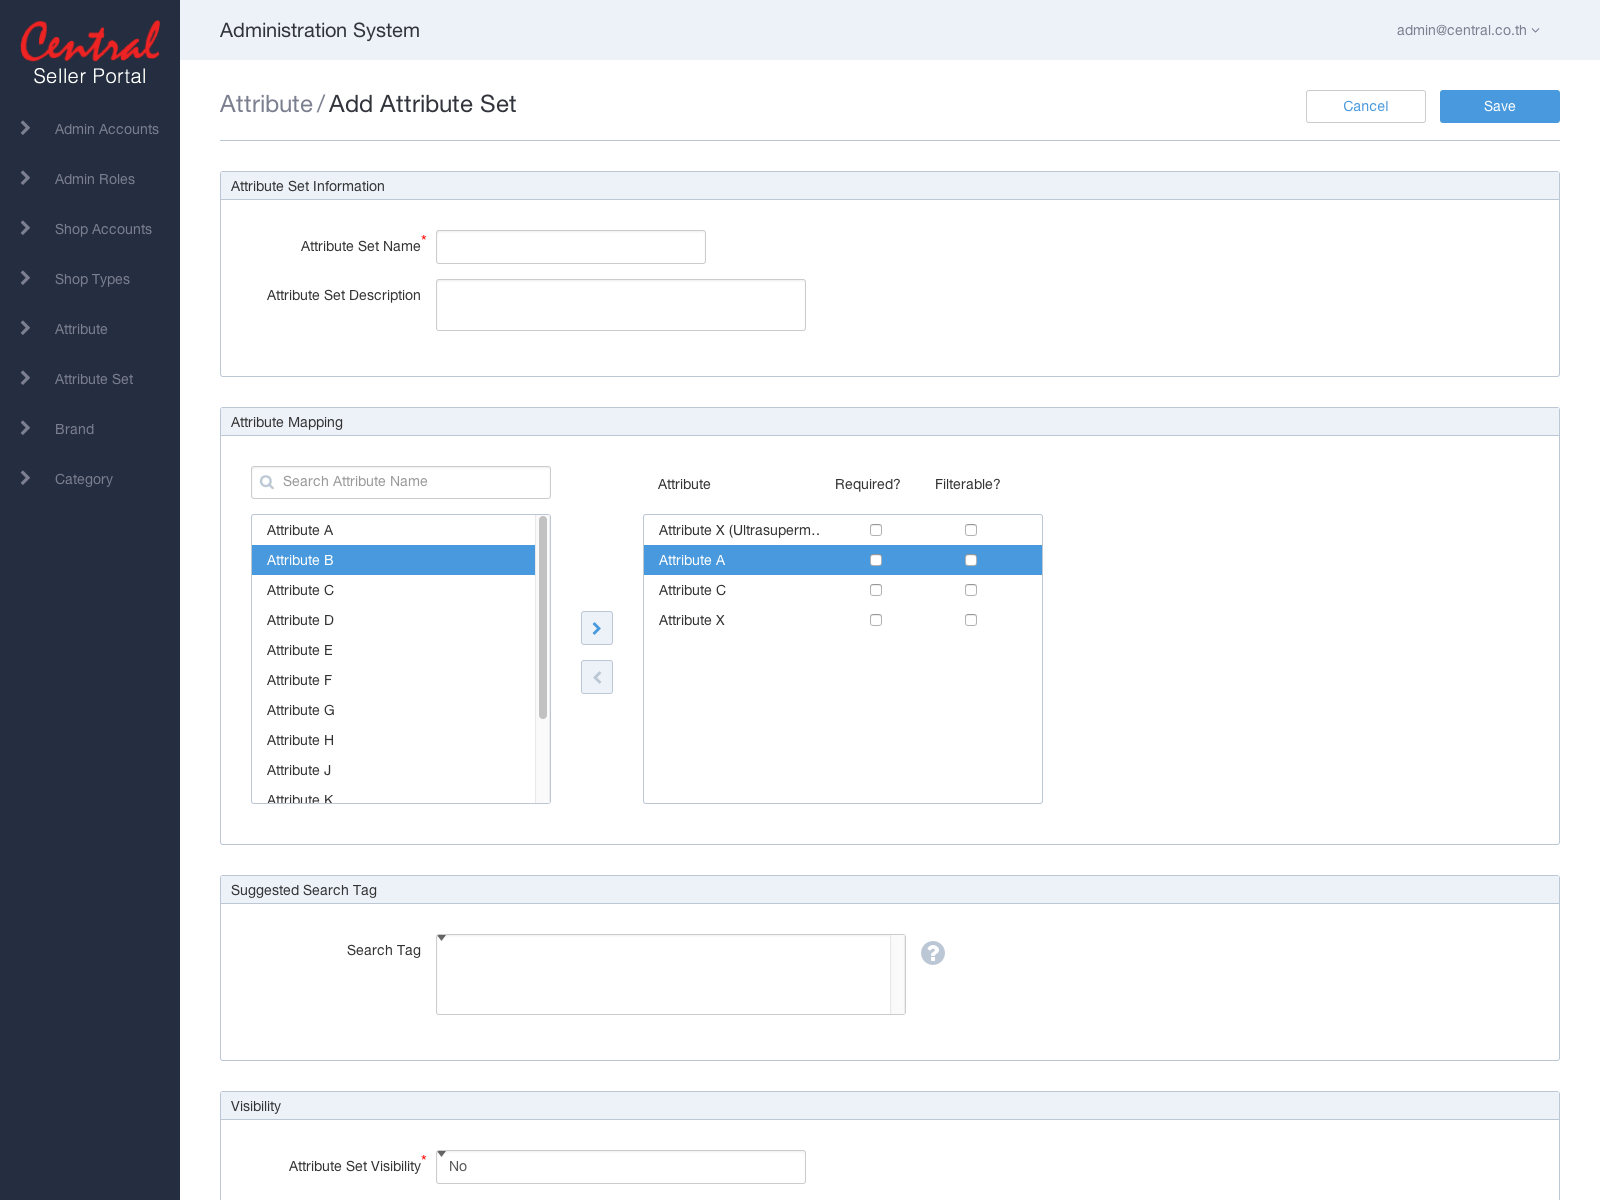 Central
Seller Portal
Administration System
admin@central.co.th
Admin Accounts
Admin Roles
Shop Accounts
Shop Types
Attribute
Attribute Set
Brand
Category
Attribute / Add Attribute Set
Cancel
Save
Attribute Set Information
Attribute Set Name*
Attribute Set Description
Attribute Mapping
Search Attribute Name
Attribute A
Attribute B
Attribute C
Attribute D
Attribute E
Attribute F
Attribute G
Attribute H
Attribute J
Attribute K
Attribute Required? Filterable?
Attribute X (Ultrasuperm..
Attribute A
Attribute C
Attribute X
Suggested Search Tag
Search Tag
?
Visibility
Attribute Set Visibility* No